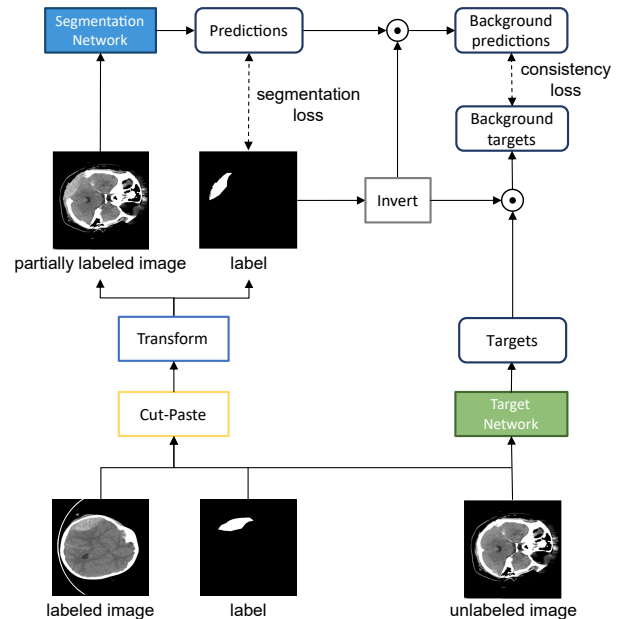 Segmentation
Network
Predictions
Background
predictions
segmentation
loss
consistency
loss
Background
targets
Invert
partially labeled image
label
Transform
Targets
Cut-Paste
Target
Network
labeled image
label
unlabeled image